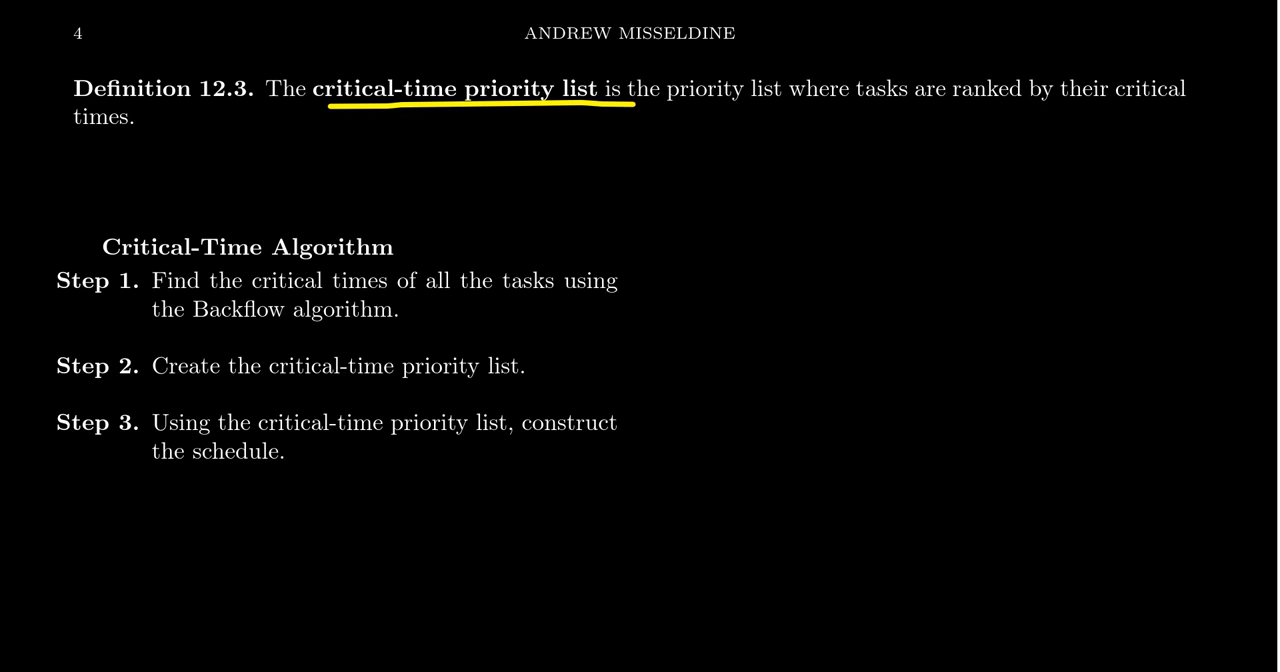 4 ANDREW MISSELDINE
Definition 12.3. The critical-time priority list is the priority list where tasks are ranked by their critical
times.
Critical-Time Algorithm
Step 1. Find the critical times of all the tasks using
the Backflow algorithm.
Step 2. Create the critical-time priority list.
Step 3. Using the critical-time priority list, construct
the schedule.